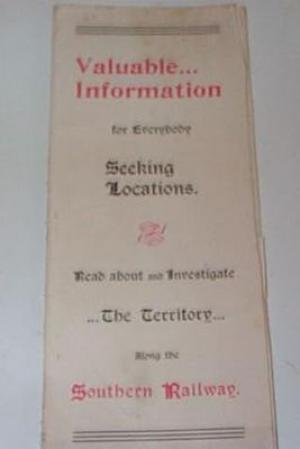 Valuable...
Information
for Everybody
Seeking
Locations.
Read about and Investigate
...The Territory...
Along the
Southern Railway.